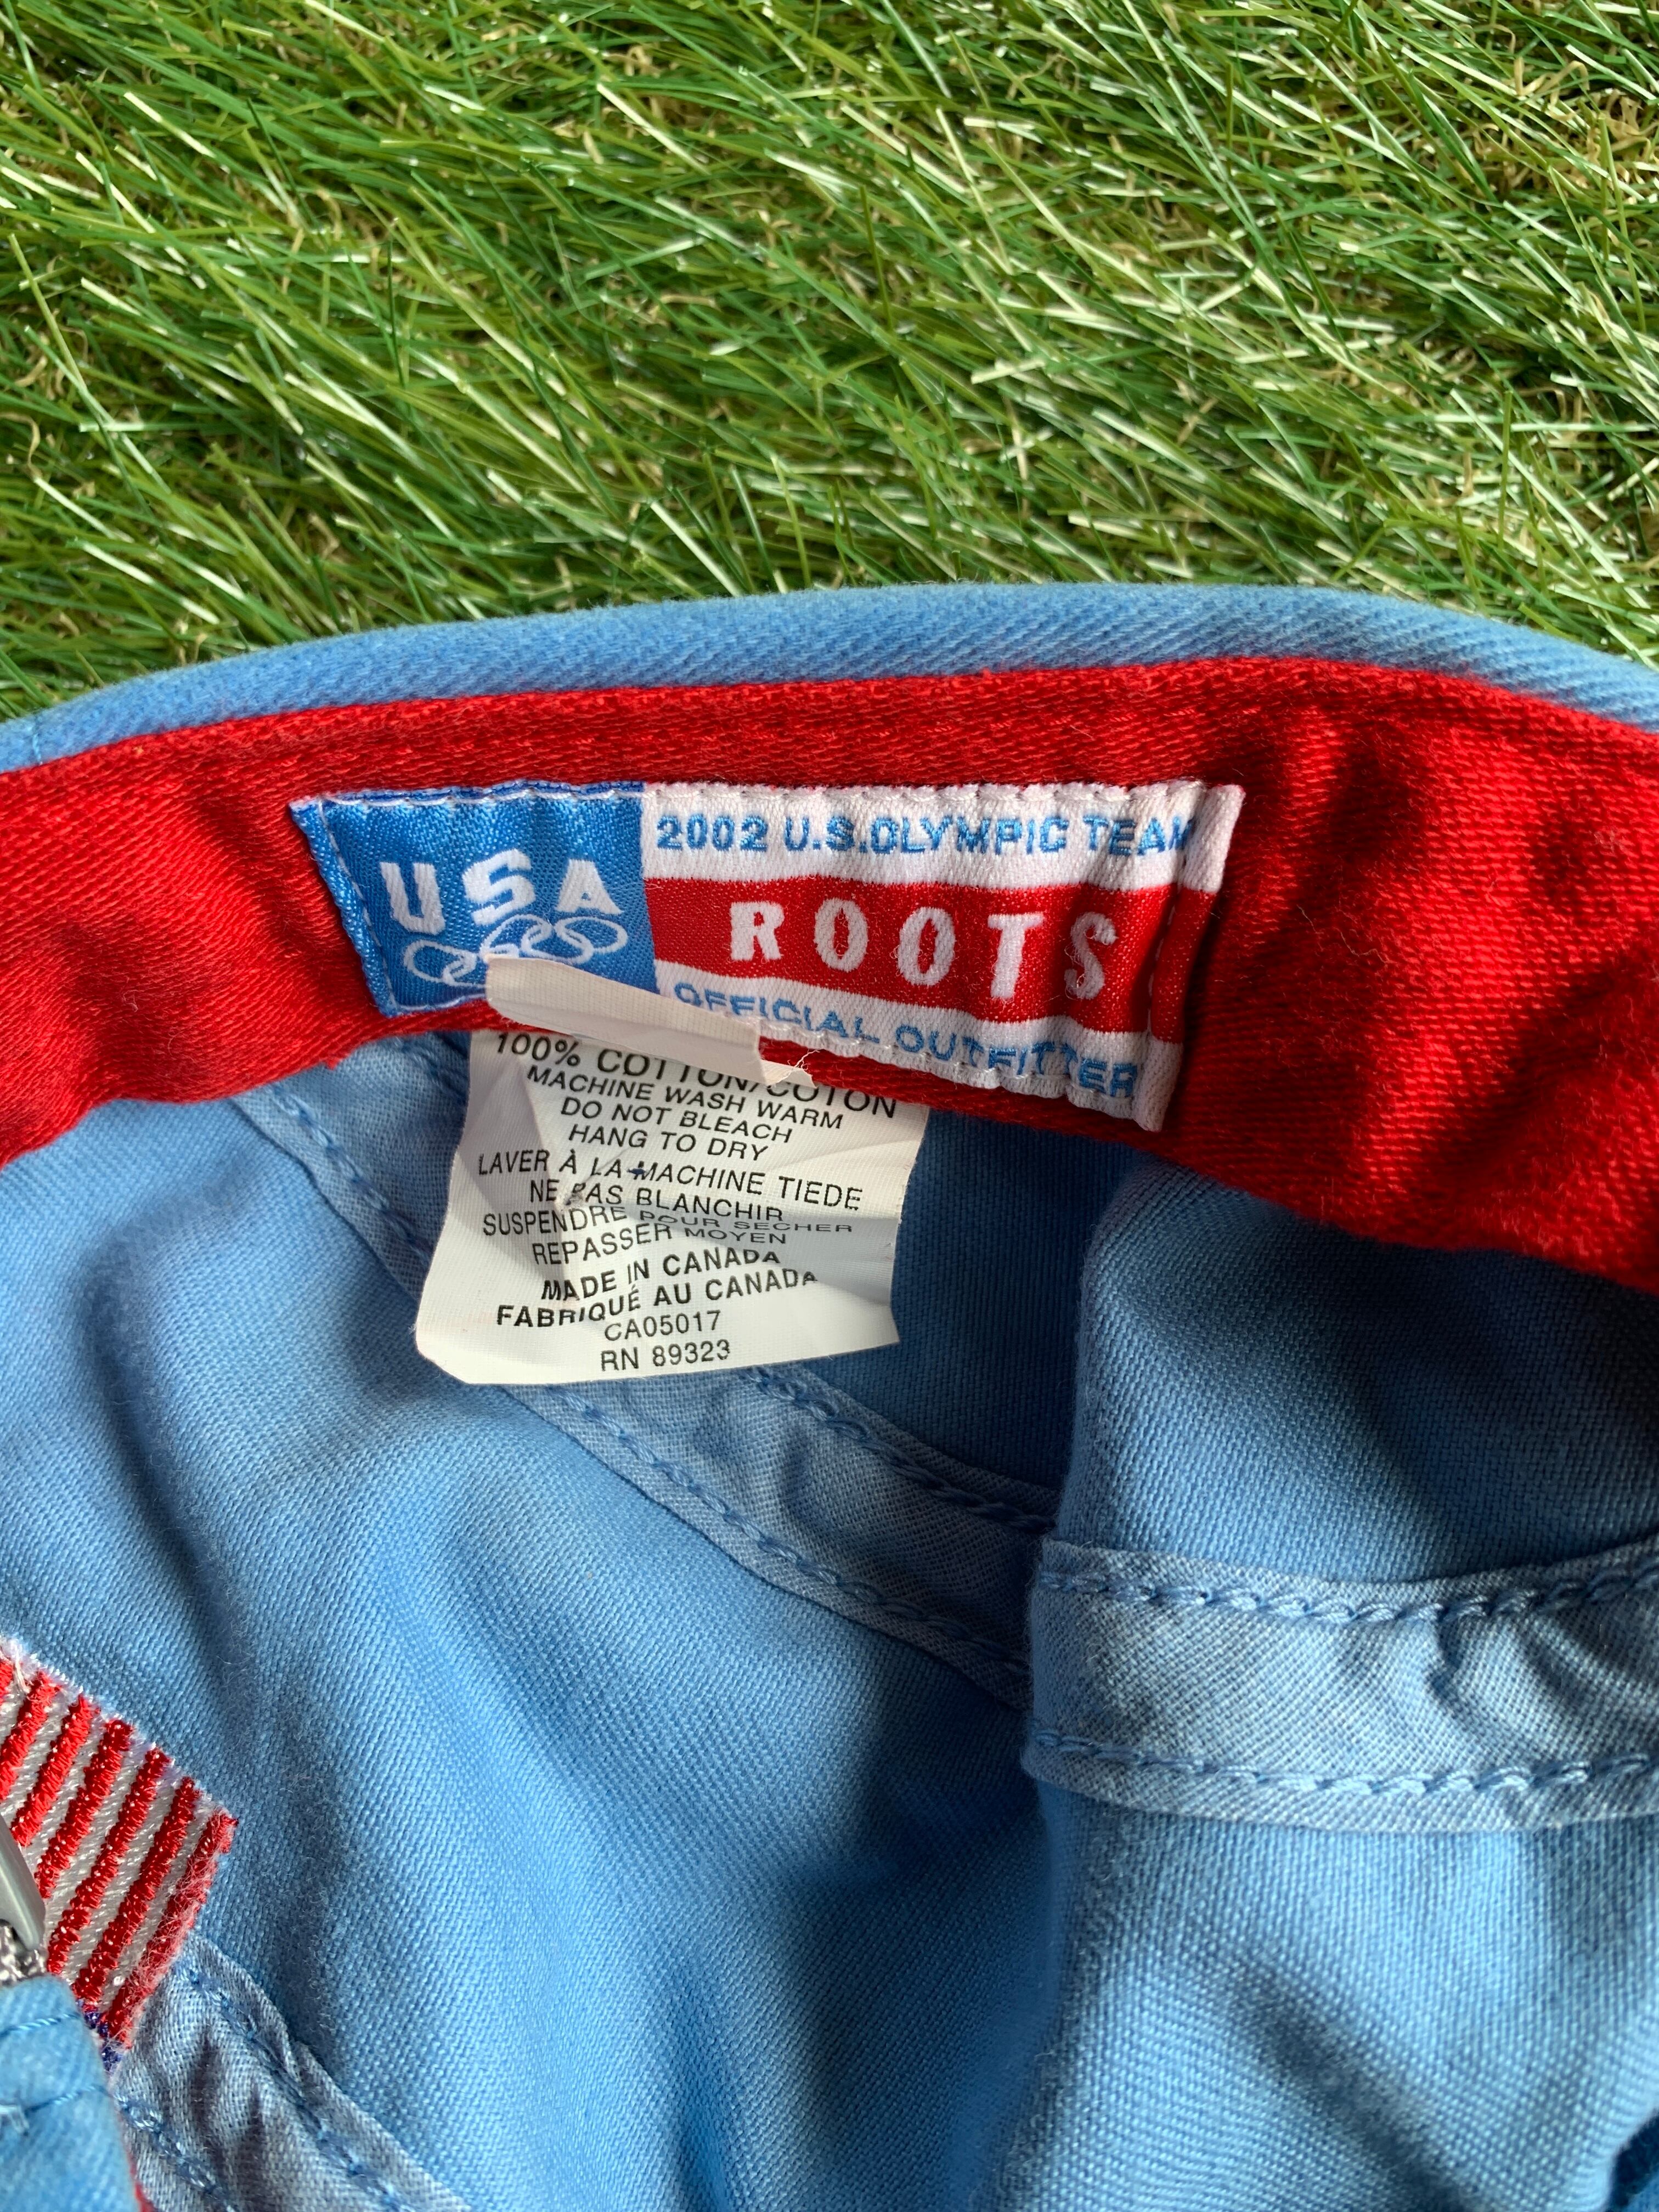 USA
2002 U.S. OLYMPIC TEAM
ROOTS
OFFICIAL OUTFITTER
100% COTTON/COTON
MACHINE WASH WARM
DO NOT BLEACH
HANG TO DRY
LAVER À LA MACHINE TIEDE
NE PAS BLANCHIR
SUSPENDRE POUR SECHER
REPASSER MOYEN
MADE IN CANADA
FABRIQUÉ AU CANADA
CA05017
RN 89323